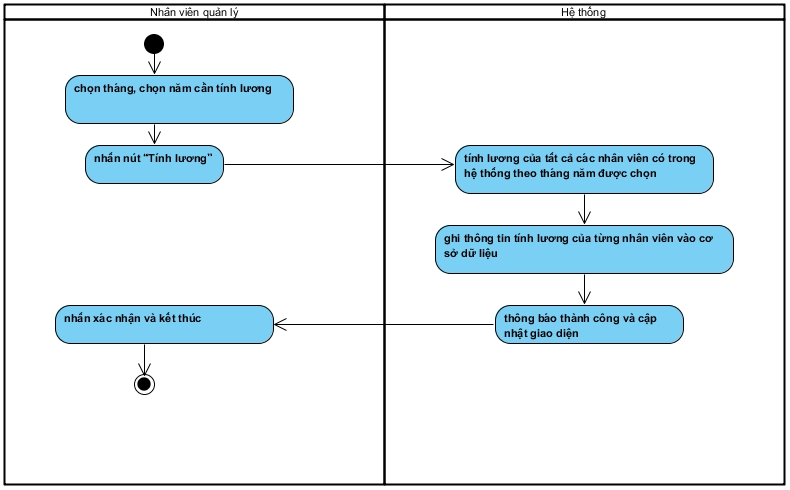 Nhân viên quản lý
Hệ thống
chọn tháng, chọn năm cần tính lương
nhấn nút "Tính lương"
tính lương của tất cả các nhân viên có trong
hệ thống theo tháng năm được chọn
ghi thông tin tính lương của từng nhân viên vào cơ
sở dữ liệu
thông báo thành công và cập
nhật giao diện
nhấn xác nhận và kết thúc